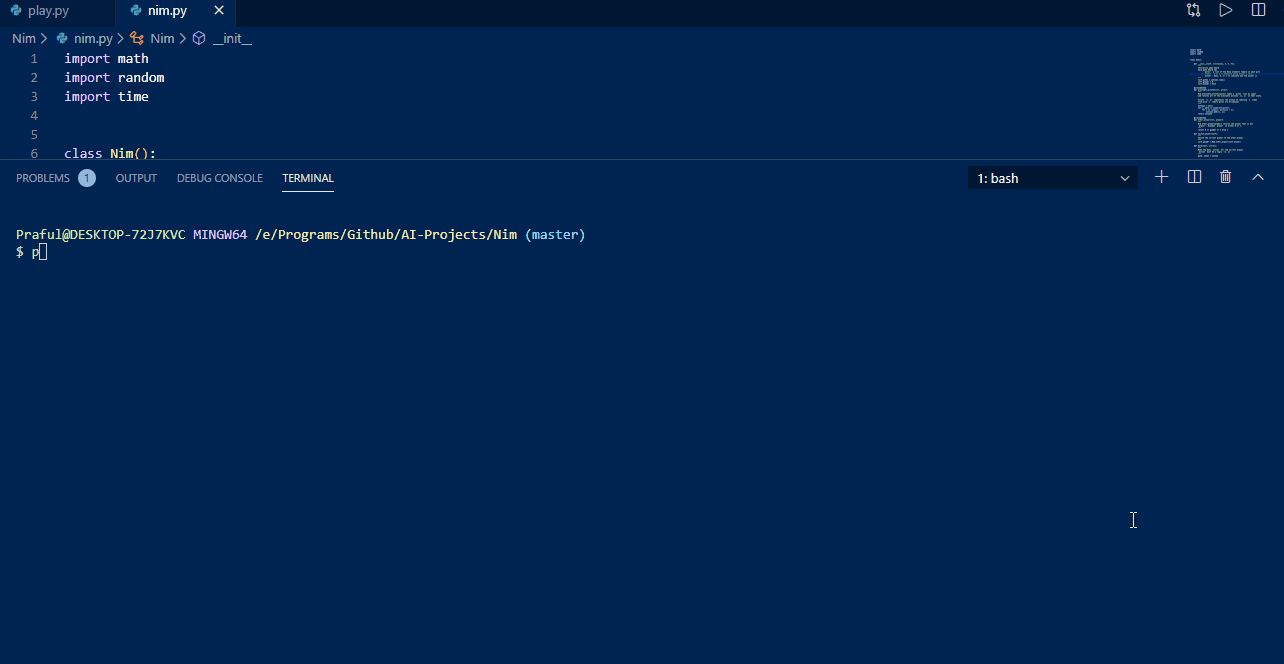 play.py nim.py
Nim > nim.py > Nim > __init__
1 import math
2 import random
3 import time
4
5
6 class Nim():
PROBLEMS 1 OUTPUT DEBUG CONSOLE TERMINAL 1: bash
Praful@DESKTOP-72J7KVC MINGW64 /e/Programs/Github/AI-Projects/Nim (master)
$ p